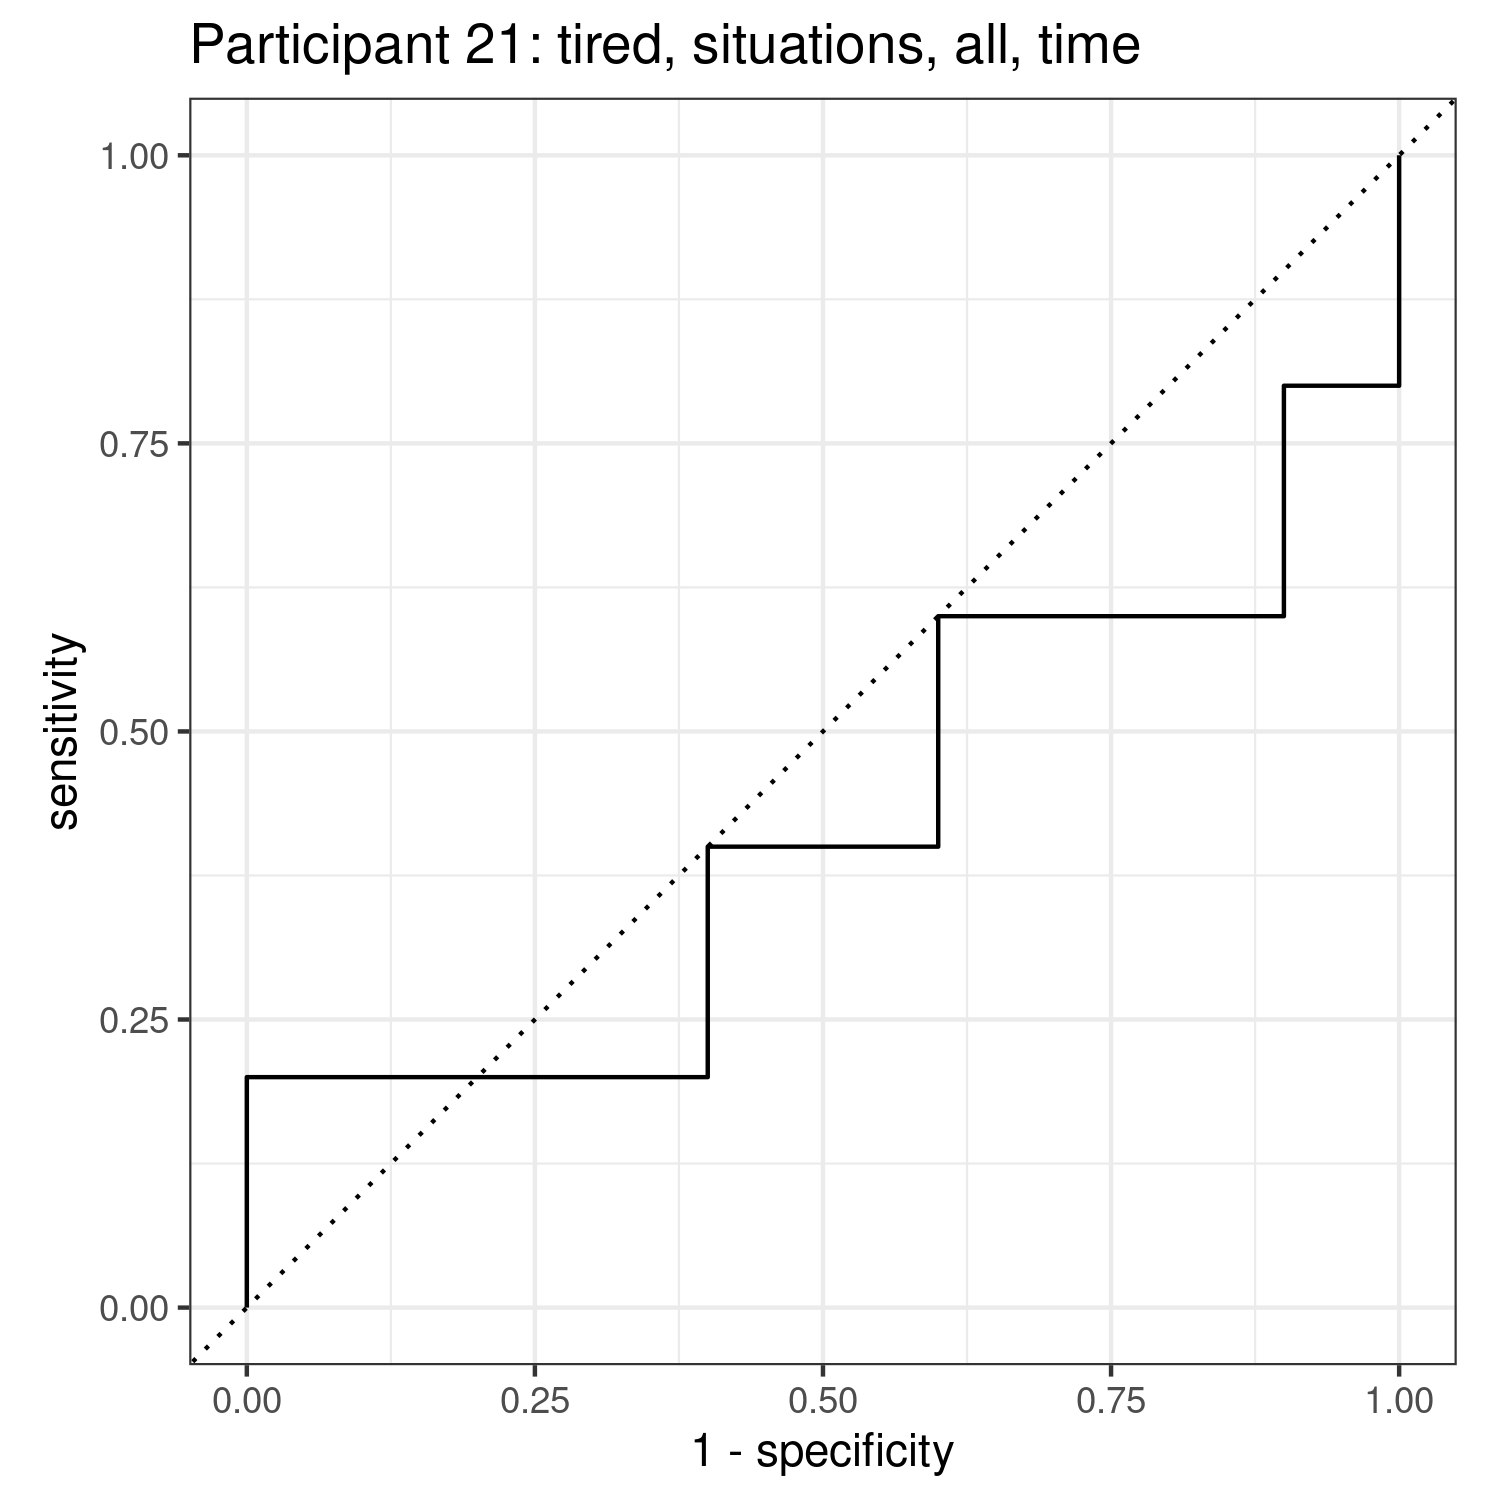 Participant 21: tired, situations, all, time
1.00
0.75
0.50
0.25
0.00
sensitivity
0.00 0.25 0.50 0.75 1.00
1 - specificity